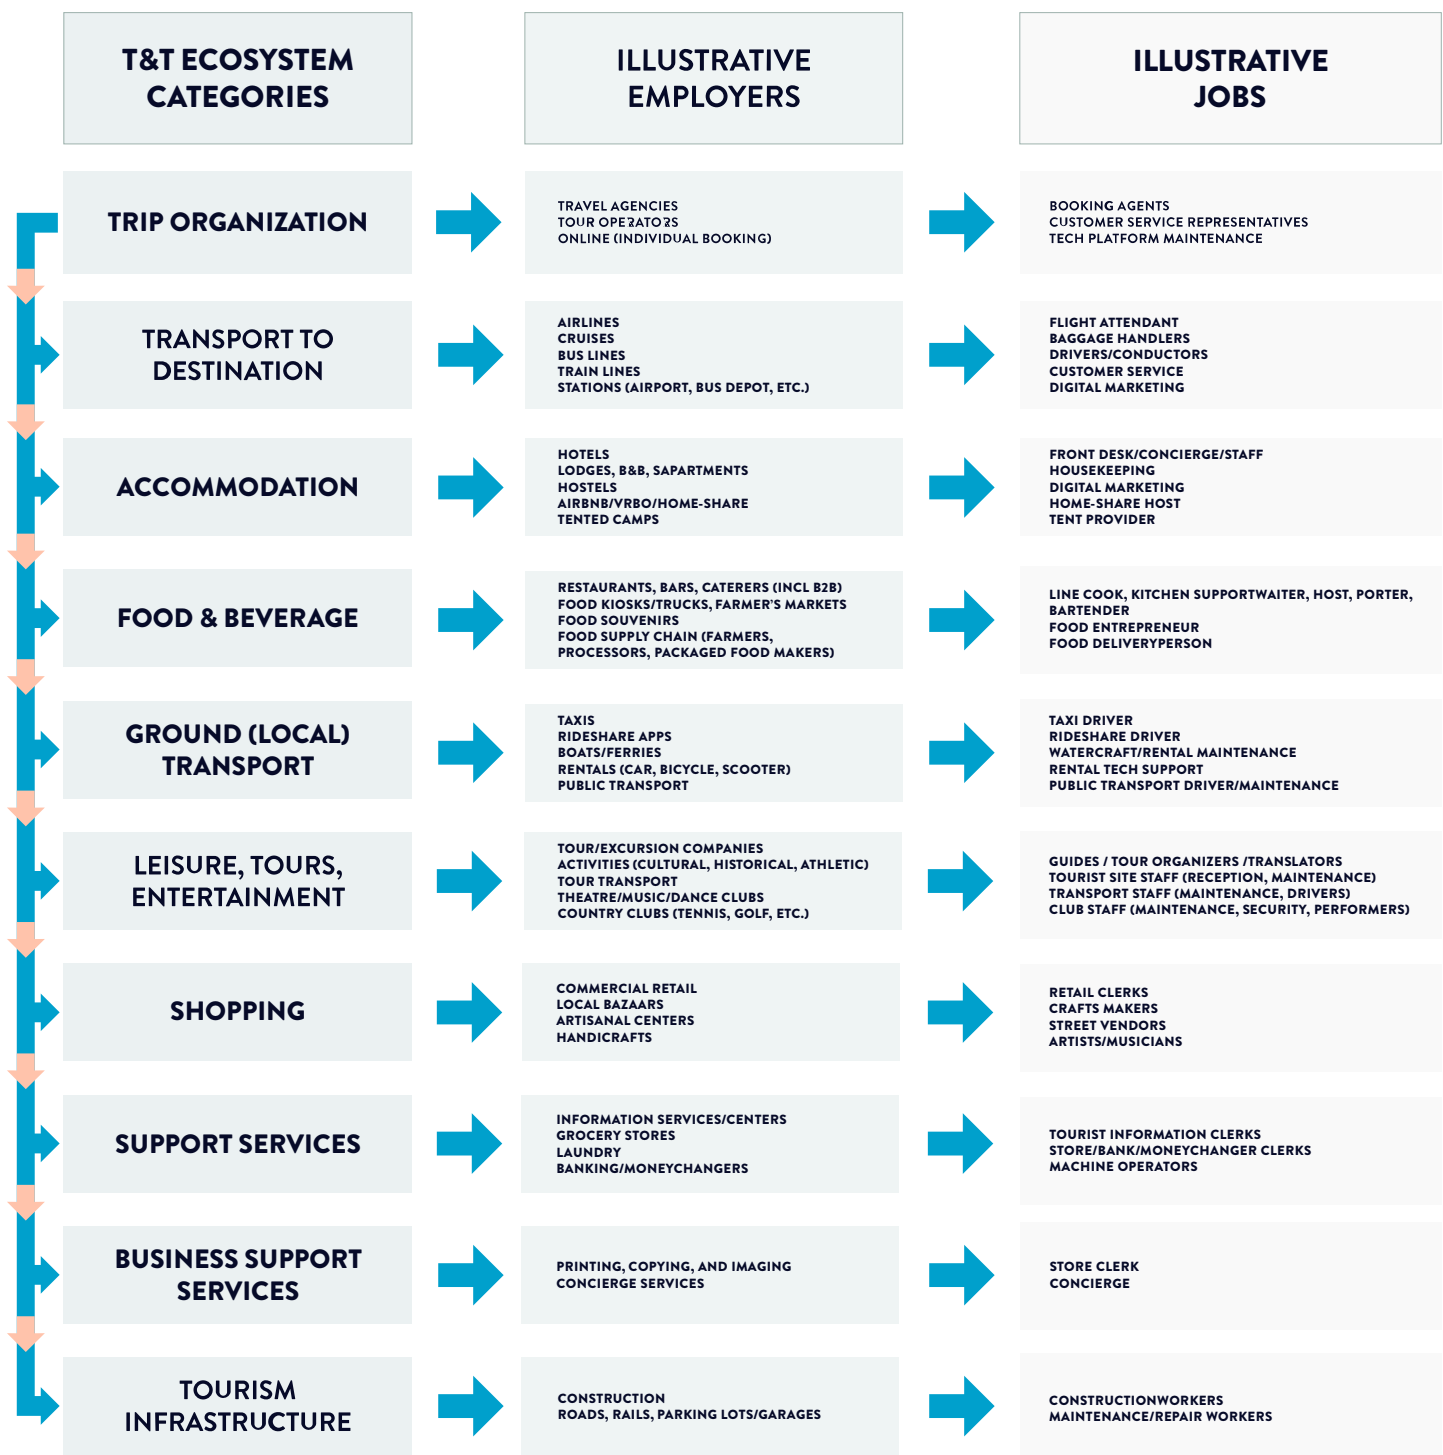 T&T ECOSYSTEM
CATEGORIES
ILLUSTRATIVE
EMPLOYERS
ILLUSTRATIVE
JOBS
TRIP ORGANIZATION
TRAVEL AGENCIES
TOUR OPERATORS
ONLINE (INDIVIDUAL BOOKING)
BOOKING AGENTS
CUSTOMER SERVICE REPRESENTATIVES
TECH PLATFORM MAINTENANCE
TRANSPORT TO
DESTINATION
AIRLINES
CRUISES
BUS LINES
TRAIN LINES
STATIONS (AIRPORT, BUS DEPOT, ETC.)
FLIGHT ATTENDANT
BAGGAGE HANDLERS
DRIVERS/CONDUCTORS
CUSTOMER SERVICE
DIGITAL MARKETING
ACCOMMODATION
HOTELS
LODGES, B&B, SAPARTMENTS
HOSTELS
AIRBNB/VRBO/HOME-SHARE
TENTED CAMPS
FRONT DESK/CONCIERGE/STAFF
HOUSEKEEPING
DIGITAL MARKETING
HOME-SHARE HOST
TENT PROVIDER
FOOD & BEVERAGE
RESTAURANTS, BARS, CATERERS (INCL B2B)
FOOD KIOSKS/TRUCKS, FARMER'S MARKETS
FOOD SOUVENIRS
FOOD SUPPLY CHAIN (FARMERS,
PROCESSORS, PACKAGED FOOD MAKERS)
LINE COOK, KITCHEN SUPPORTWAITER, HOST, PORTER,
BARTENDER
FOOD ENTREPRENEUR
FOOD DELIVERYPERSON
GROUND (LOCAL)
TRANSPORT
TAXIS
RIDESHARE APPS
BOATS/FERRIES
RENTALS (CAR, BICYCLE, SCOOTER)
PUBLIC TRANSPORT
TAXI DRIVER
RIDESHARE DRIVER
WATERCRAFT/RENTAL MAINTENANCE
RENTAL TECH SUPPORT
PUBLIC TRANSPORT DRIVER/MAINTENANCE
LEISURE, TOURS,
ENTERTAINMENT
TOUR/EXCURSION COMPANIES
ACTIVITIES (CULTURAL, HISTORICAL, ATHLETIC)
TOUR TRANSPORT
THEATRE/MUSIC/DANCE CLUBS
COUNTRY CLUBS (TENNIS, GOLF, ETC.)
GUIDES / TOUR ORGANIZERS /TRANSLATORS
TOURIST SITE STAFF (RECEPTION, MAINTENANCE)
TRANSPORT STAFF (MAINTENANCE, DRIVERS)
CLUB STAFF (MAINTENANCE, SECURITY, PERFORMERS)
SHOPPING
COMMERCIAL RETAIL
LOCAL BAZAARS
ARTISANAL CENTERS
HANDICRAFTS
RETAIL CLERKS
CRAFTS MAKERS
STREET VENDORS
ARTISTS/MUSICIANS
SUPPORT SERVICES
INFORMATION SERVICES/CENTERS
GROCERY STORES
LAUNDRY
BANKING/MONEYCHANGERS
TOURIST INFORMATION CLERKS
STORE/BANK/MONEYCHANGER CLERKS
MACHINE OPERATORS
BUSINESS SUPPORT
SERVICES
PRINTING, COPYING, AND IMAGING
CONCIERGE SERVICES
STORE CLERK
CONCIERGE
TOURISM
INFRASTRUCTURE
CONSTRUCTION
ROADS, RAILS, PARKING LOTS/GARAGES
CONSTRUCTIONWORKERS
MAINTENANCE/REPAIR WORKERS